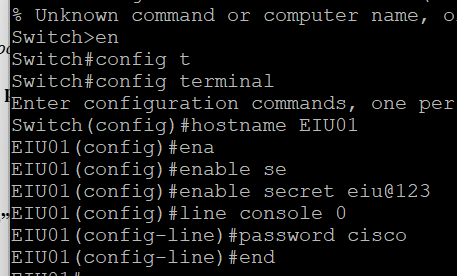 % Unknown command or computer name, o
Switch>en
Switch#config t
Switch#config terminal
Enter configuration commands, one per
Switch(config)#hostname EIU01
EIU01(config)#ena
EIU01(config)#enable se
EIU01(config)#enable secret eiu@123
EIU01(config)#line console 0
EIU01(config-line)#password cisco
EIU01(config-line)#end
EIU01#